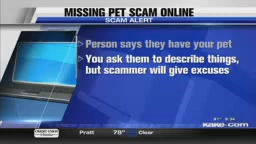 MISSING PET SCAM ONLINE
SCAM ALERT
Person says they have your pet
You ask them to describe things,
but scammer will give excuses
kake.com
Pratt 78° Clear